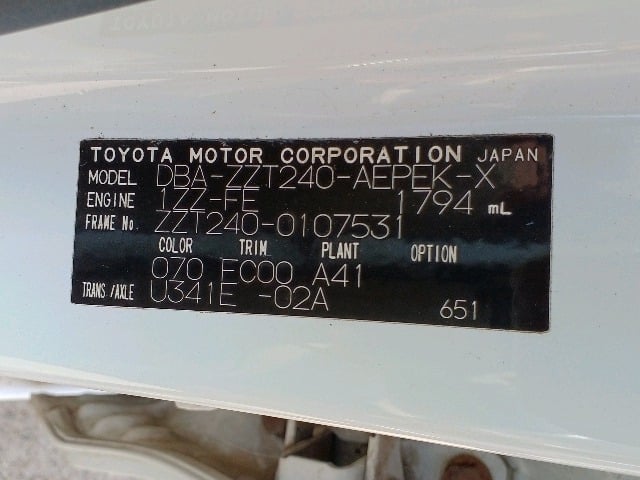 TOYOTA MOTOR CORPORATION JAPAN
MODEL DBA-ZZT240-AEPEK-X
ENGINE 1ZZ-FE 1794 mL
FRAME No. ZZT240-0107531
COLOR TRIM PLANT OPTION
070 EC00 A41
TRANS/AXLE U341E -02A 651